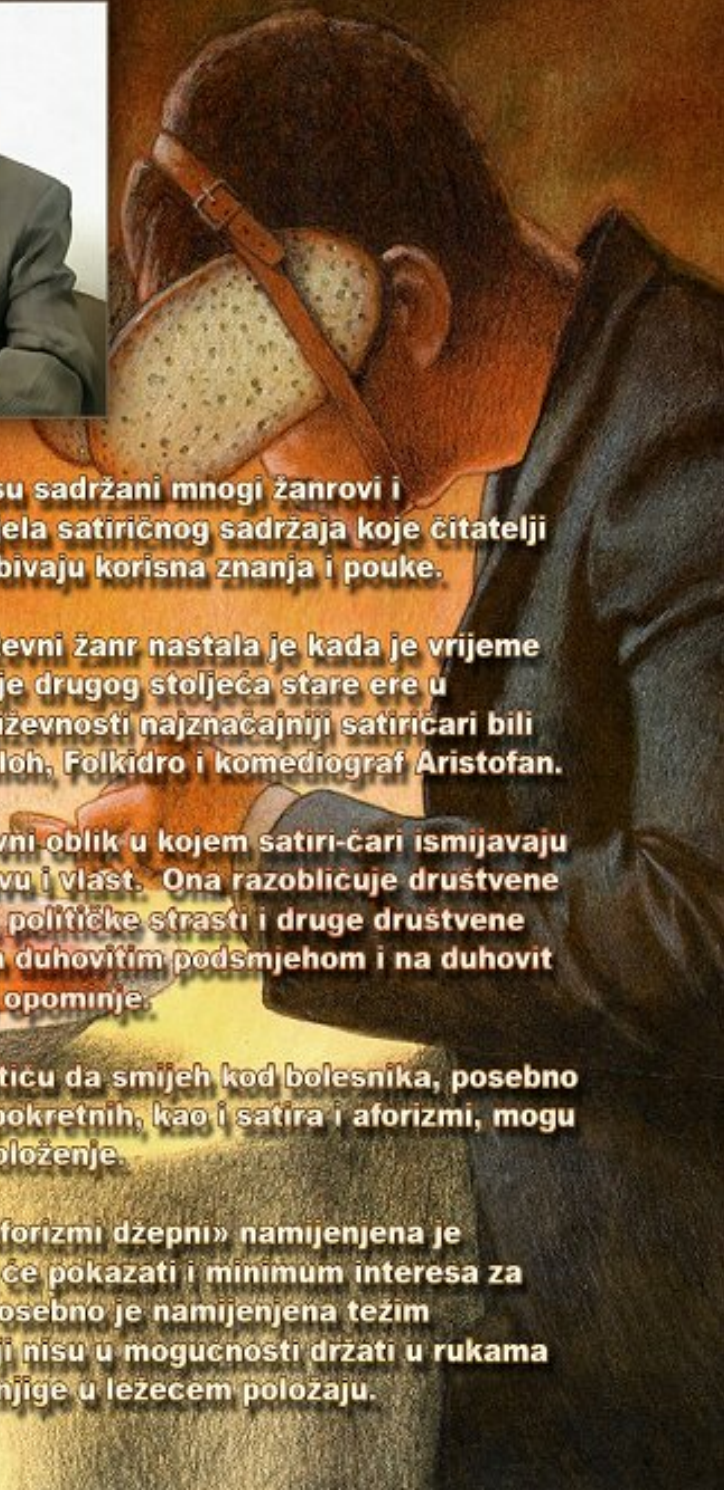 su sadržani mnogi žanrovi i
ela satiričnog sadržaja koje čitatelji
bivaju korisna znanja i pouke.
evni žanr nastala je kada je vrijeme
je drugog stoljeća stare ere u
iževnosti najznačajniji satiričari bili
loh, Folkidro i komediograf Aristofan.
vni oblik u kojem satiri-čari ismijavaju
vu i vlast. Ona razobličuje društvene
političke strasti i druge društvene
a duhovitim podsmjehom i na duhovit
opominje.
tiču da smijeh kod bolesnika, posebno
pokretnih, kao i satira i aforizmi, mogu
oloženje.
forizmi džepni» namijenjena je
će pokazati i minimum interesa za
osebno je namijenjena težim
ji nisu u mogućnosti držati u rukama
njige u ležećem položaju.